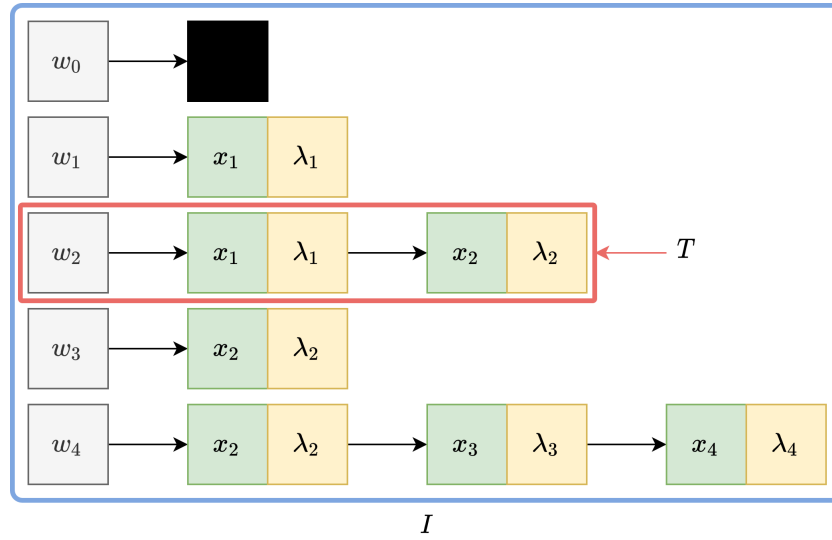 w₀
w₁ x₁ λ₁
w₂ x₁ λ₁ x₂ λ₂ T
w₃ x₂ λ₂
w₄ x₂ λ₂ x₃ λ₃ x₄ λ₄
I